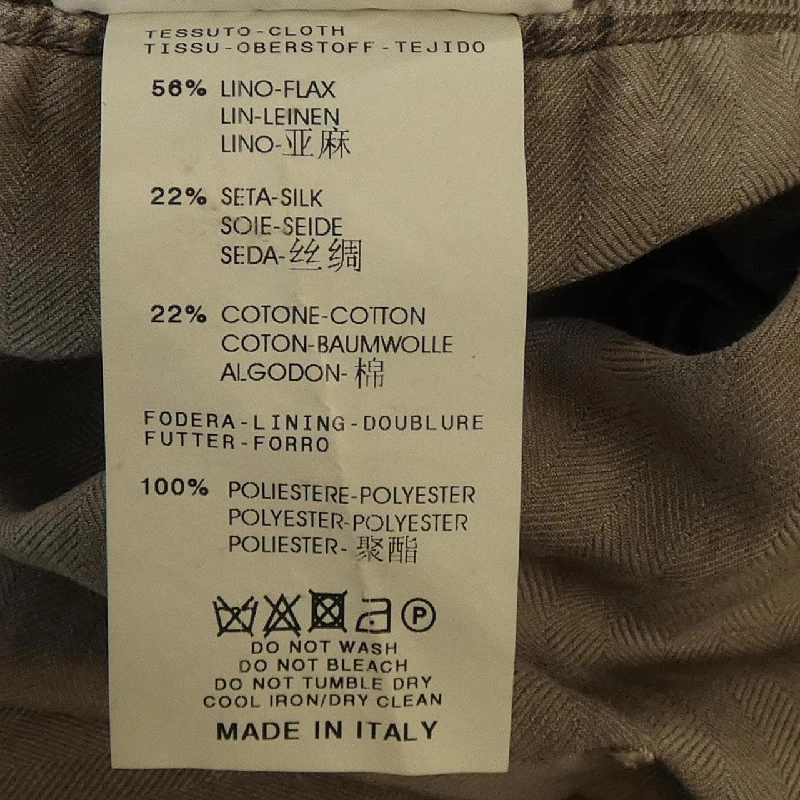 TESSUTO-CLOTH
TISSU-OBERSTOFF-TEJIDO
56% LINO-FLAX
LIN-LEINEN
LINO-亚麻
22% SETA-SILK
SOIE-SEIDE
SEDA-丝绸
22% COTONE-COTTON
COTON-BAUMWOLLE
ALGODON-棉
FODERA-LINING-DOUBLURE
FUTTER-FORRO
100% POLIESTERE-POLYESTER
POLYESTER-POLYESTER
POLIESTER-聚酯
P
DO NOT WASH
DO NOT BLEACH
DO NOT TUMBLE DRY
COOL IRON/DRY CLEAN
MADE IN ITALY